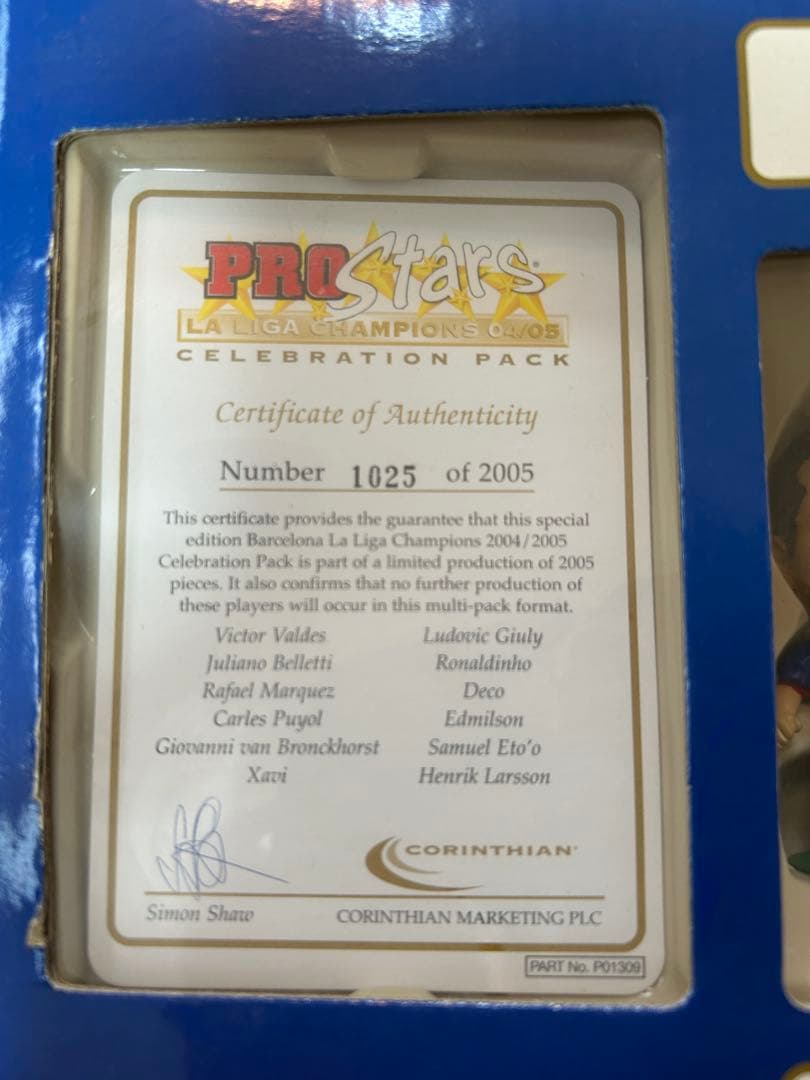 PRO Stars
LA LIGA CHAMPIONS 04/05
CELEBRATION PACK
Certificate of Authenticity
Number 1025 of 2005
This certificate provides the guarantee that this special
edition Barcelona La Liga Champions 2004/2005
Celebration Pack is part of a limited production of 2005
pieces. It also confirms that no further production of
these players will occur in this multi-pack format.
Victor Valdes Ludovic Giuly
Juliano Belletti Ronaldinho
Rafael Marquez Deco
Carles Puyol Edmilson
Giovanni van Bronckhorst Samuel Eto'o
Xavi Henrik Larsson
CORINTHIAN
Simon Shaw CORINTHIAN MARKETING PLC
PART No. P01309